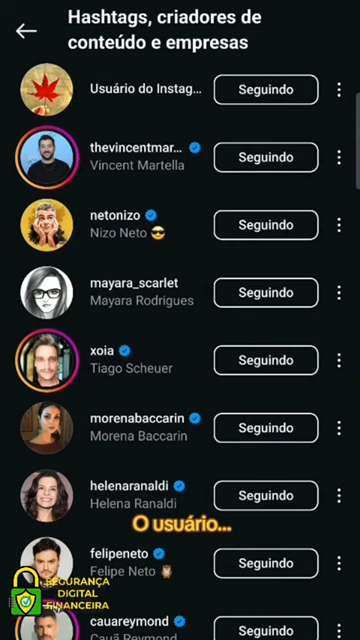 Hashtags, criadores de
conteúdo e empresas
Usuário do Instag... Seguindo
thevincentmar... Seguindo
Vincent Martella
netonizo Seguindo
Nizo Neto 😎
mayara_scarlet Seguindo
Mayara Rodrigues
xoia Seguindo
Tiago Scheuer
morenabaccarin Seguindo
Morena Baccarin
helenaranaldi Seguindo
Helena Ranaldi
O usuário...
felipeneto Seguindo
Felipe Neto 🦉
SEGURANÇA
DIGITAL
FINANCEIRA
cauareymond Seguindo
Cauã Reymond